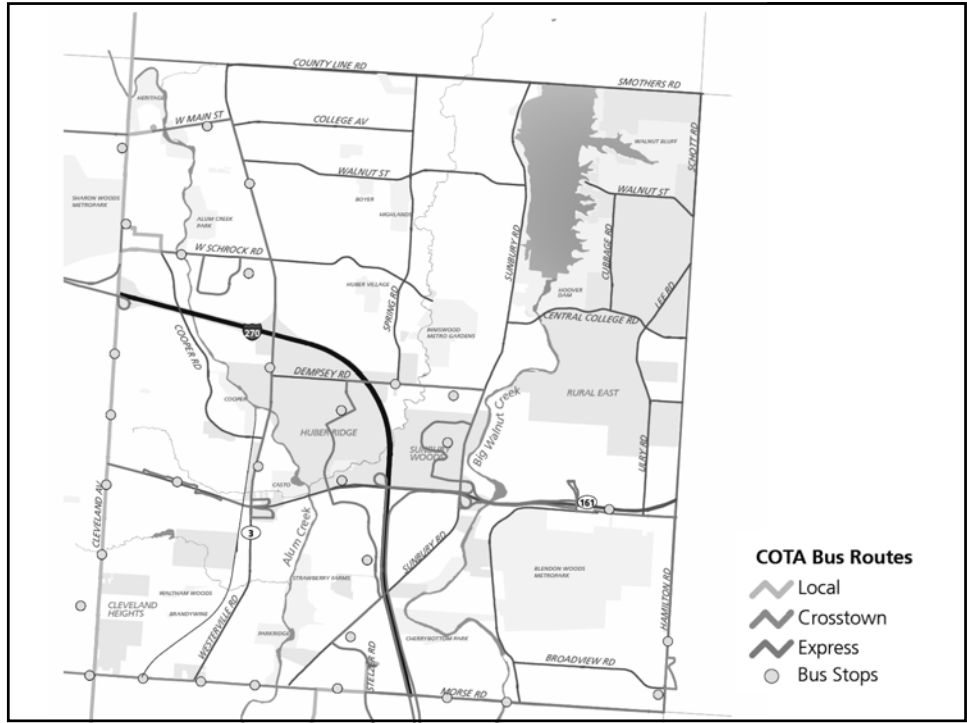 COUNTY LINE RD
SMOTHERS RD
HERITAGE
W MAIN ST
COLLEGE AV
SCHOTT RD
WALNUT BLUFF
WALNUT ST
WALNUT ST
SHARON WOODS
METROPARK
BOYER
HIGHLANDS
ALUM CREEK
PARK
SUNBURY RD
CUBBAGE RD
W SCHROCK RD
HUBER VILLAGE
SPRING RD
HOOVER
DAM
LEE RD
CENTRAL COLLEGE RD
270
COOPER RD
METRO GARDENS
DEMPSEY RD
COOPER
RURAL EAST
HUBER RIDGE
SUNBURY
WOODS
Big Walnut Creek
ULRY RD
CASTO
161
CLEVELAND AV
3
Alum Creek
SUNBURY RD
STRAWBERRY FARMS
BLENDON WOODS
METROPARK
HAMILTON RD
WALTHAM WOODS
CLEVELAND
HEIGHTS
BRANDYWINE
WESTERVILLE RD
PARKRIDGE
CHERRYBOTTOM PARK
STELZER RD
BROADVIEW RD
MORSE RD
COTA Bus Routes
Local
Crosstown
Express
Bus Stops